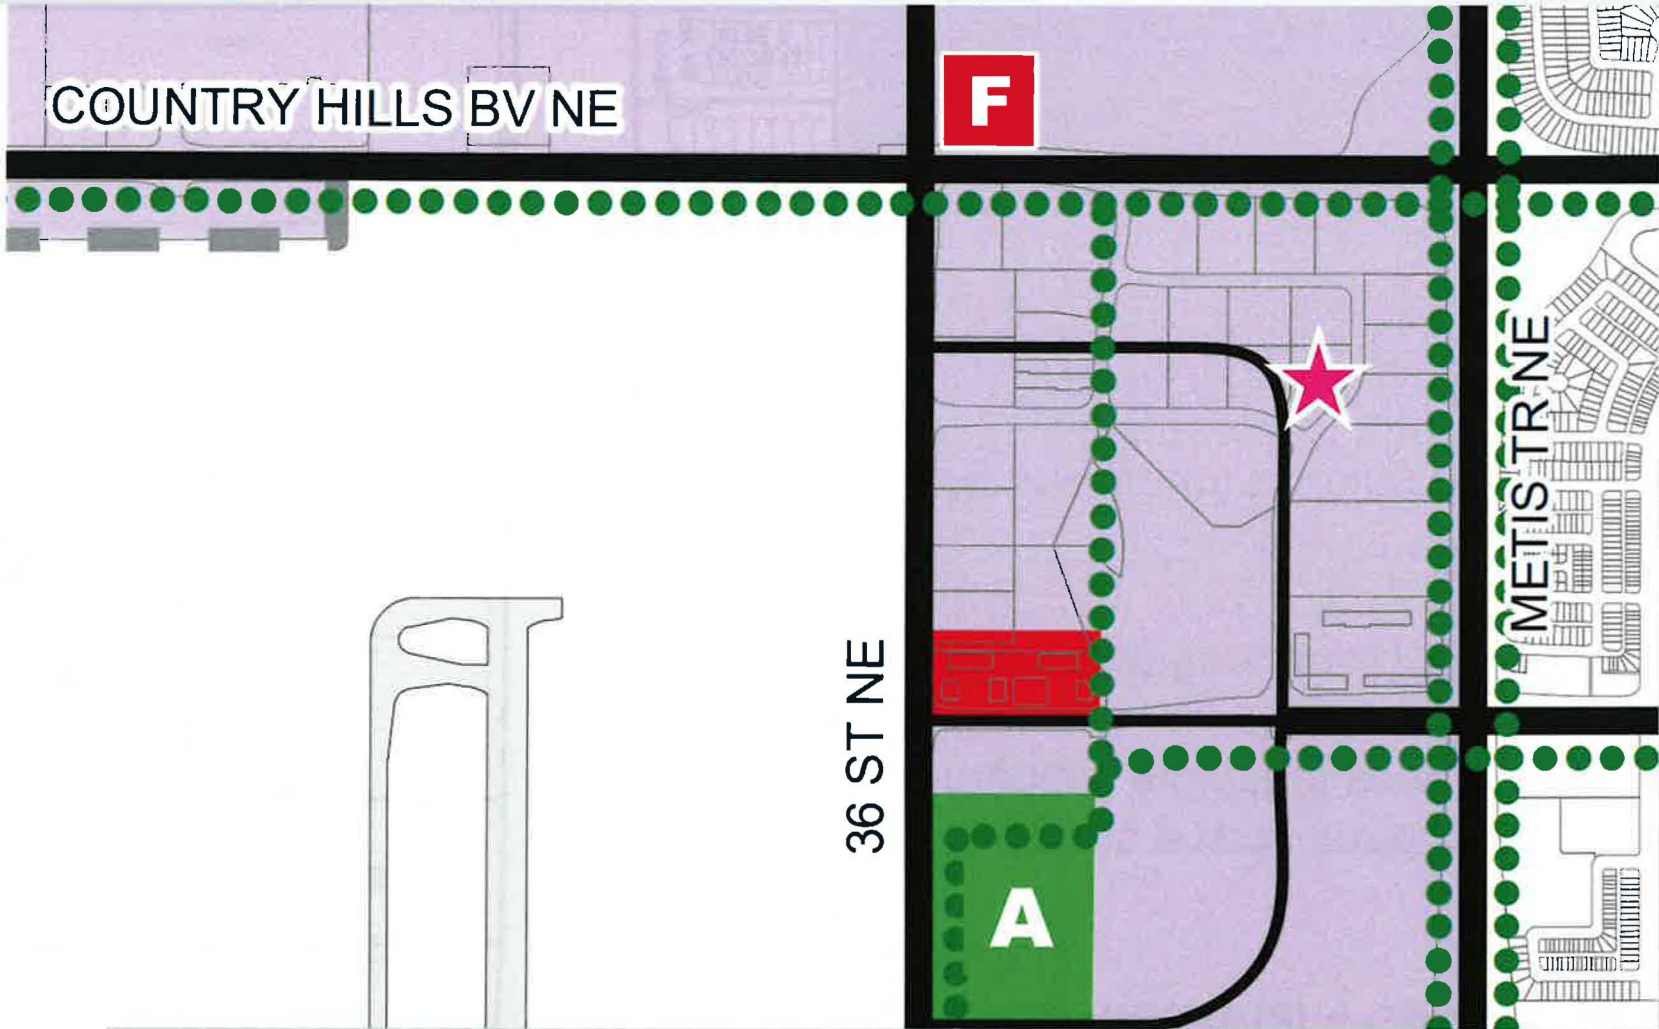 COUNTRY HILLS BV NE
F
METIS TR NE
36 ST NE
A